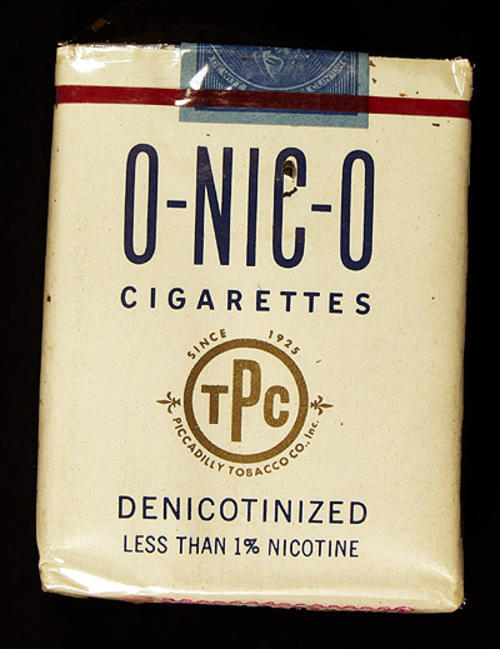 O-NIC-O
CIGARETTES
SINCE 1925
TPC
PICCADILLY TOBACCO CO., Inc.
DENICOTINIZED
LESS THAN 1% NICOTINE